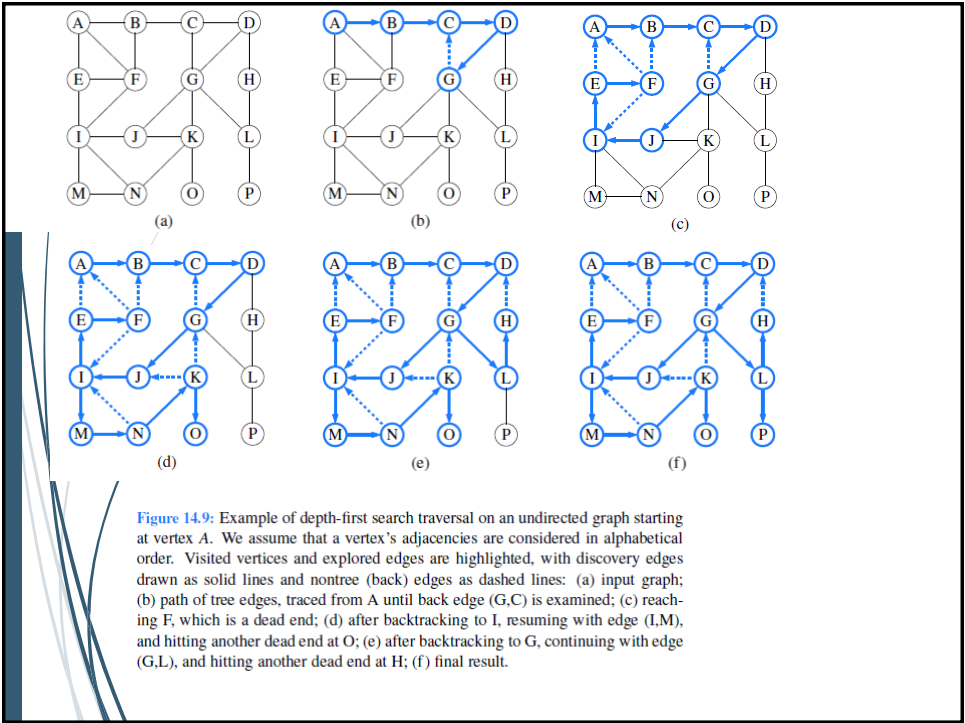 A B C D
E F G H
I J K L
M N O P
(a)
A B C D
E F G H
I J K L
M N O P
(b)
A B C D
E F G H
I J K L
M N O P
(c)
A B C D
E F G H
I J K L
M N O P
(d)
A B C D
E F G H
I J K L
M N O P
(e)
A B C D
E F G H
I J K L
M N O P
(f)
Figure 14.9: Example of depth-first search traversal on an undirected graph starting
at vertex A. We assume that a vertex's adjacencies are considered in alphabetical
order. Visited vertices and explored edges are highlighted, with discovery edges
drawn as solid lines and nontree (back) edges as dashed lines: (a) input graph;
(b) path of tree edges, traced from A until back edge (G,C) is examined; (c) reach-
ing F, which is a dead end; (d) after backtracking to I, resuming with edge (I,M),
and hitting another dead end at O; (e) after backtracking to G, continuing with edge
(G,L), and hitting another dead end at H; (f) final result.